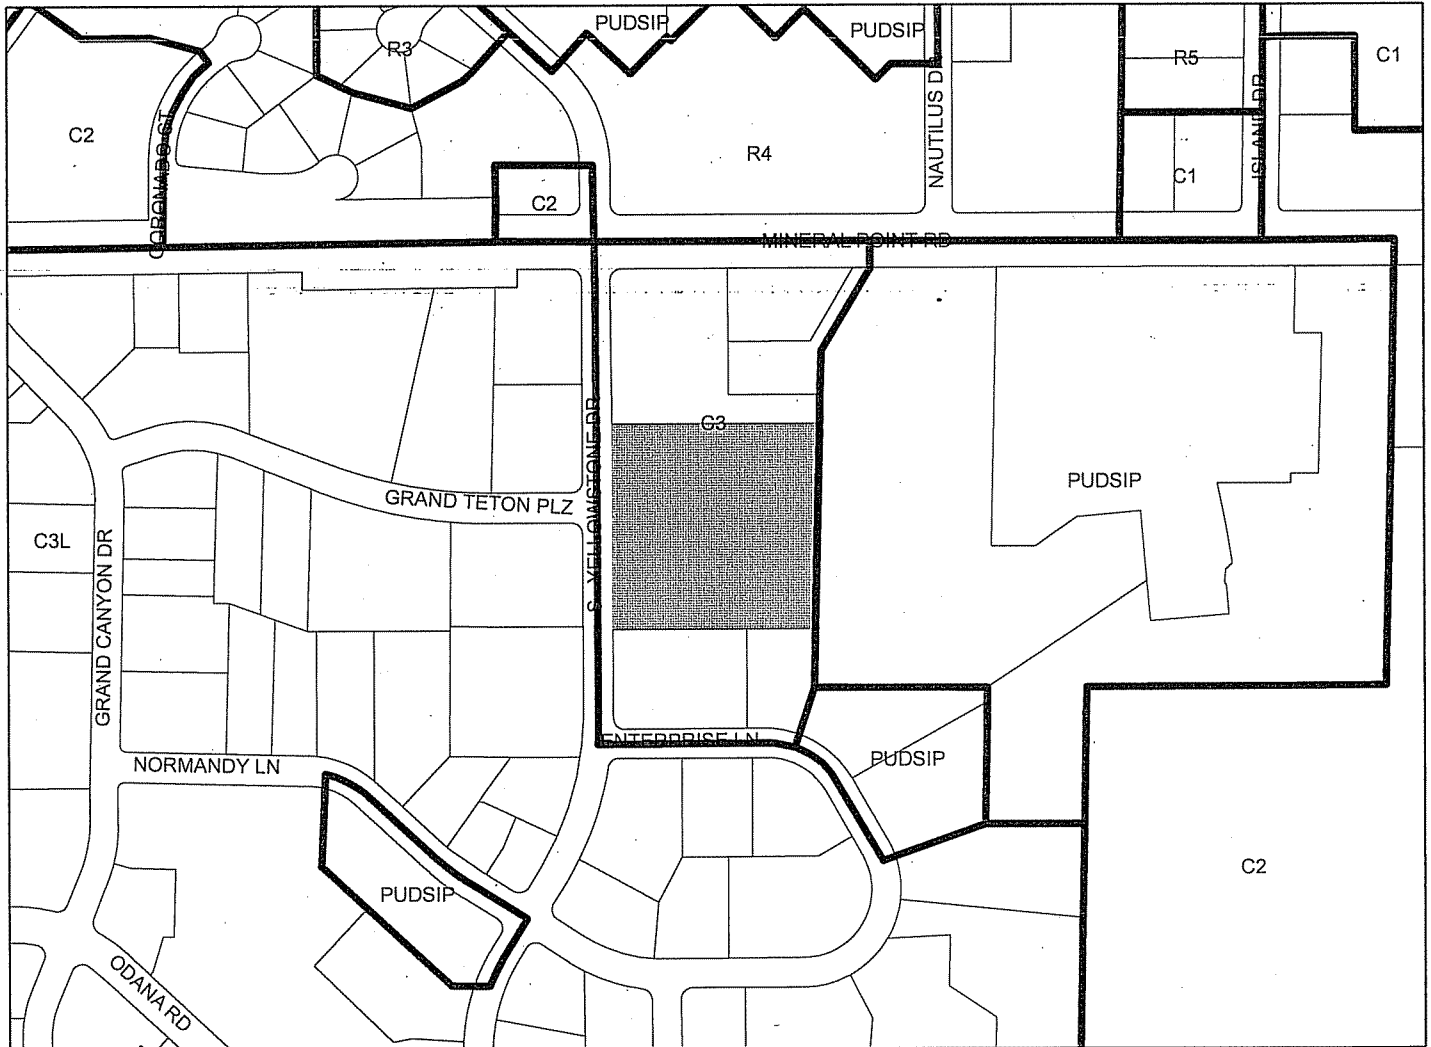 PUDSIP
PUDSIP
R3
R5
C1
C2
R4
C1
C2
CORONADO CT
NAUTILUS DR
ISLAND DR
MINERAL POINT RD
C3
PUDSIP
GRAND TETON PLZ
S YELLOWSTONE DR
C3L
GRAND CANYON DR
ENTERPRISE LN
NORMANDY LN
PUDSIP
C2
PUDSIP
ODANA RD